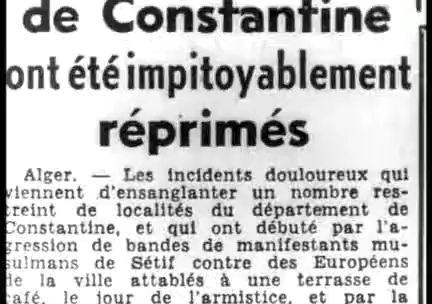 de Constantine
ont été impitoyablement
réprimés
Alger. — Les incidents douloureux qui
viennent d'ensanglanter un nombre res-
treint de localités du département de
Constantine, et qui ont débuté par l'a-
gression de bandes de manifestants mu-
sulmans de Sétif contre des Européens
de la ville attablés à une terrasse de
café, le jour de l'armistice, et par la